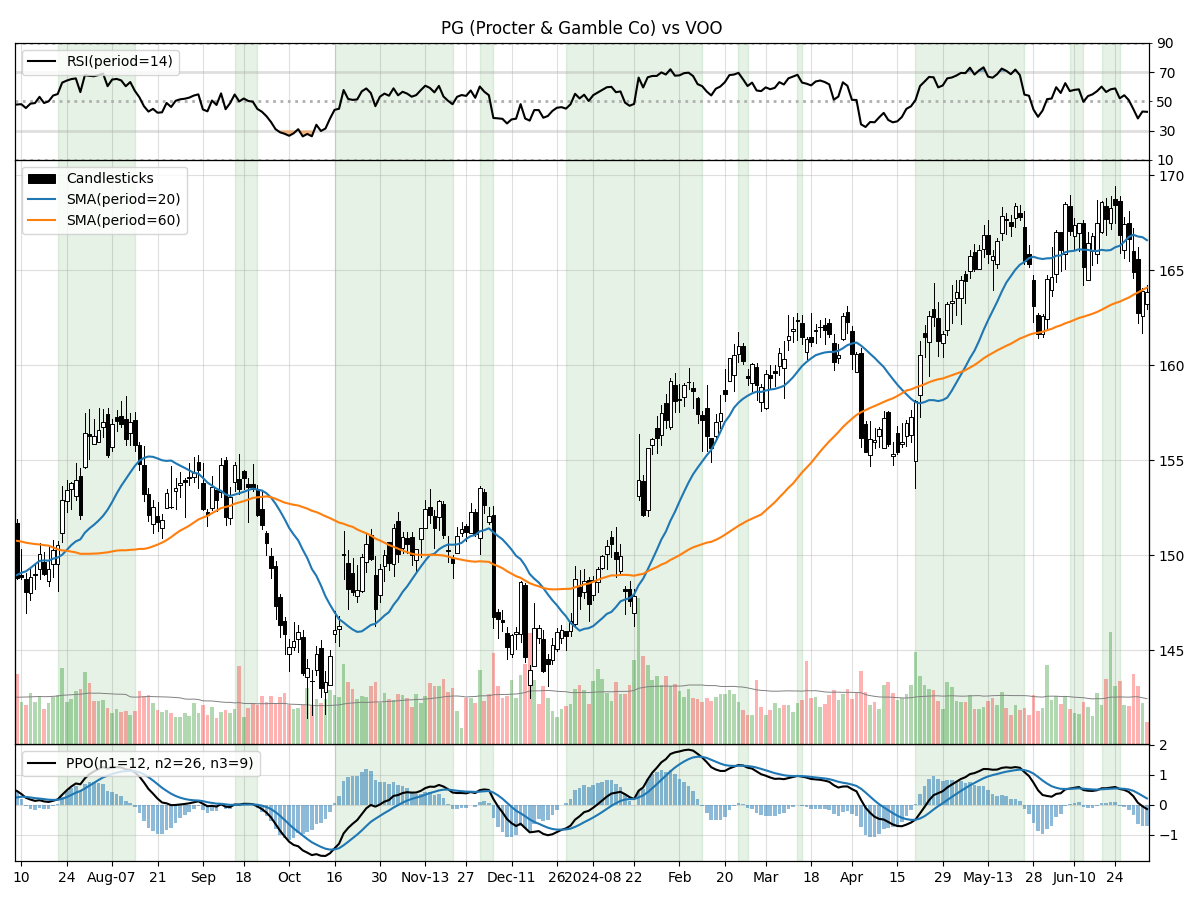 PG (Procter & Gamble Co) vs VOO
RSI(period=14)
90
70
50
30
10
Candlesticks
SMA(period=20)
SMA(period=60)
170
165
160
155
150
145
PPO(n1=12, n2=26, n3=9)
2
1
0
−1
10 24 Aug-07 21 Sep 18 Oct 16 30 Nov-13 27 Dec-11 26 2024-08 22 Feb 20 Mar 18 Apr 15 29 May-13 28 Jun-10 24